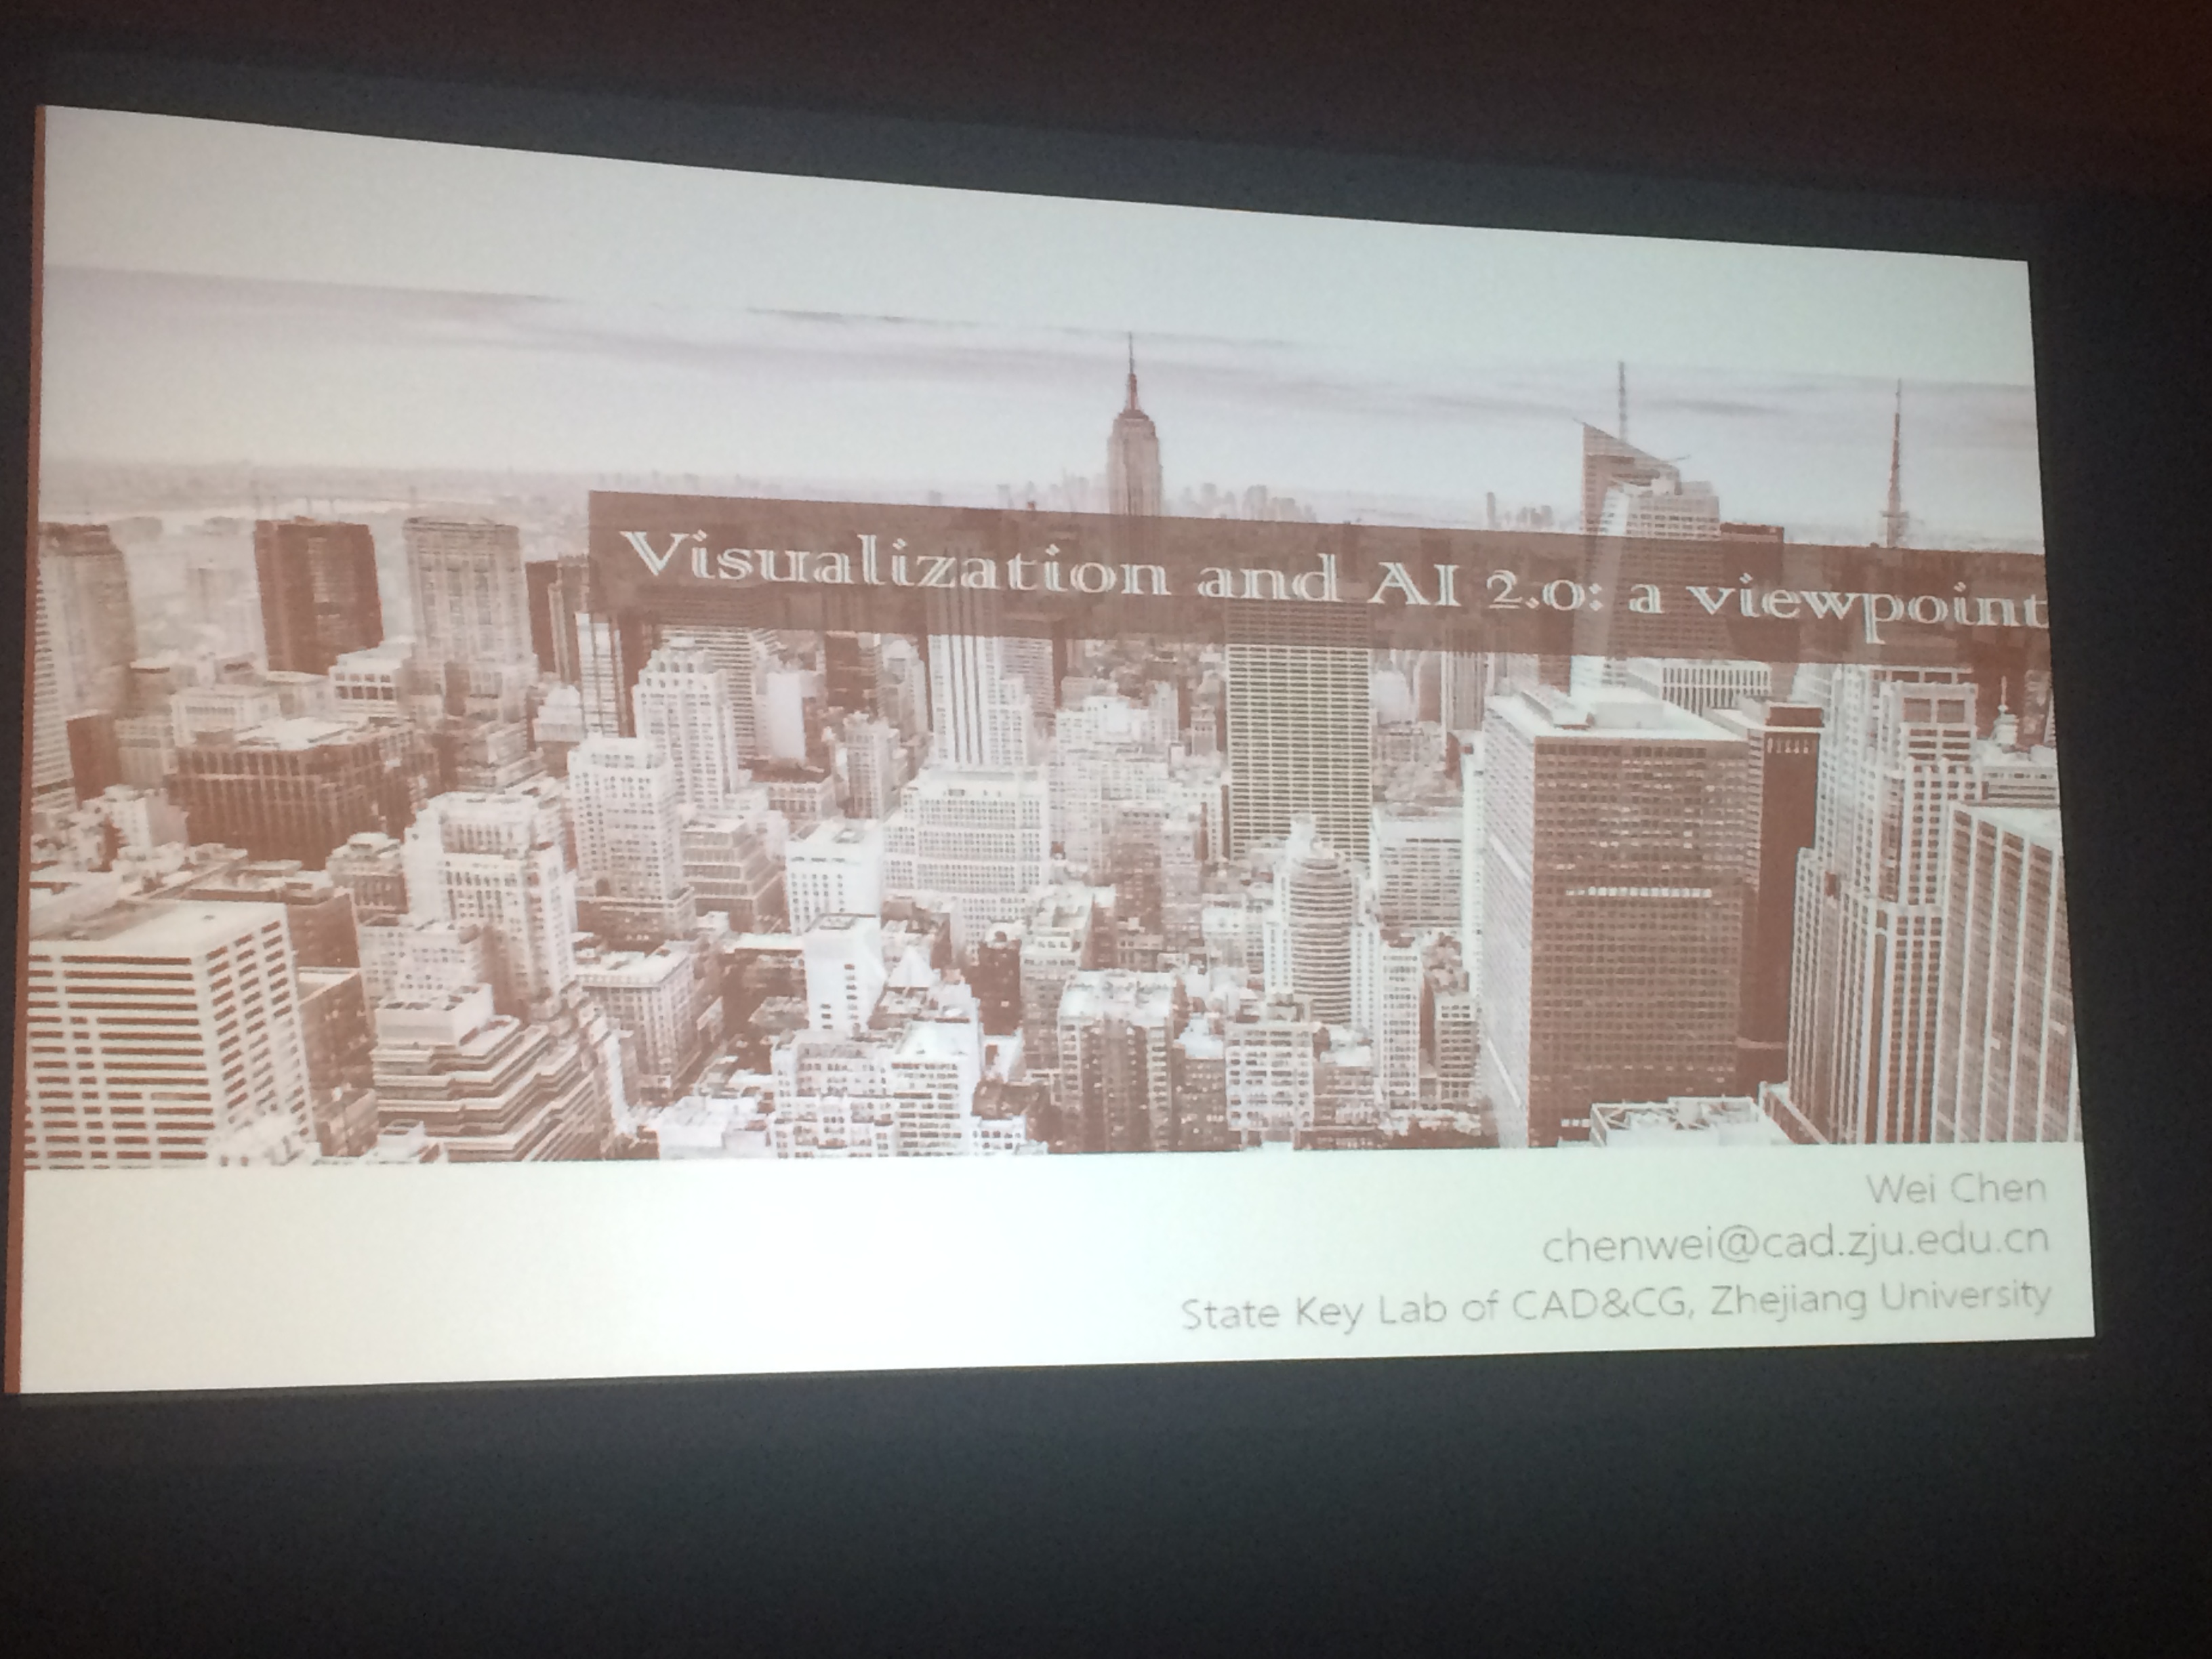 Visualization and AI 2.0: a viewpoint
Wei Chen
chenwei@cad.zju.edu.cn
State Key Lab of CAD&CG, Zhejiang University